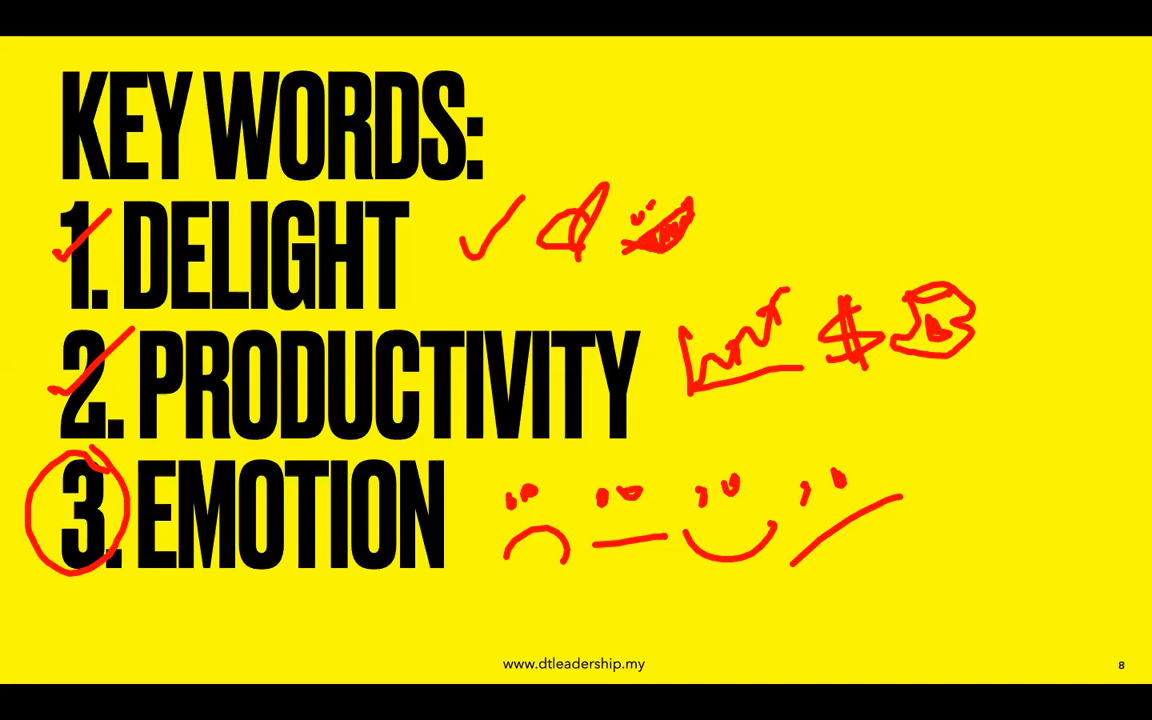 KEY WORDS:
1. DELIGHT
2. PRODUCTIVITY $
3. EMOTION
www.dtleadership.my
8